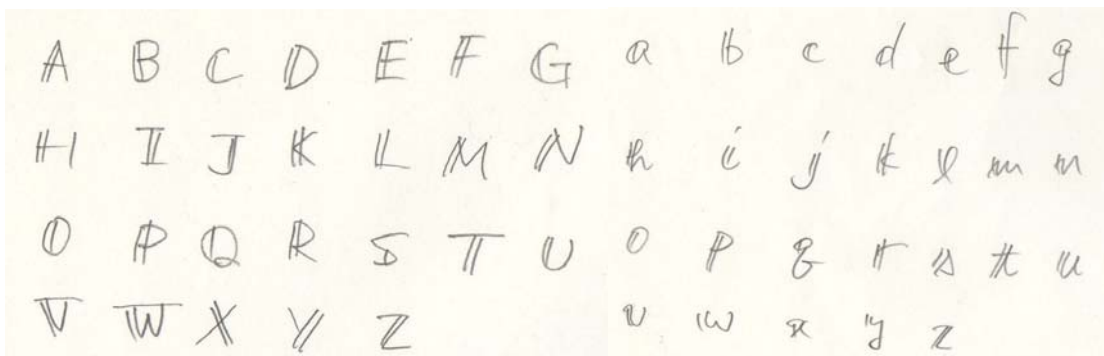 A B C D E F G a b c d e f g
H I J K L M N h i j k l m n
O P Q R S T U o p q r s t u
V W X Y Z v w x y z